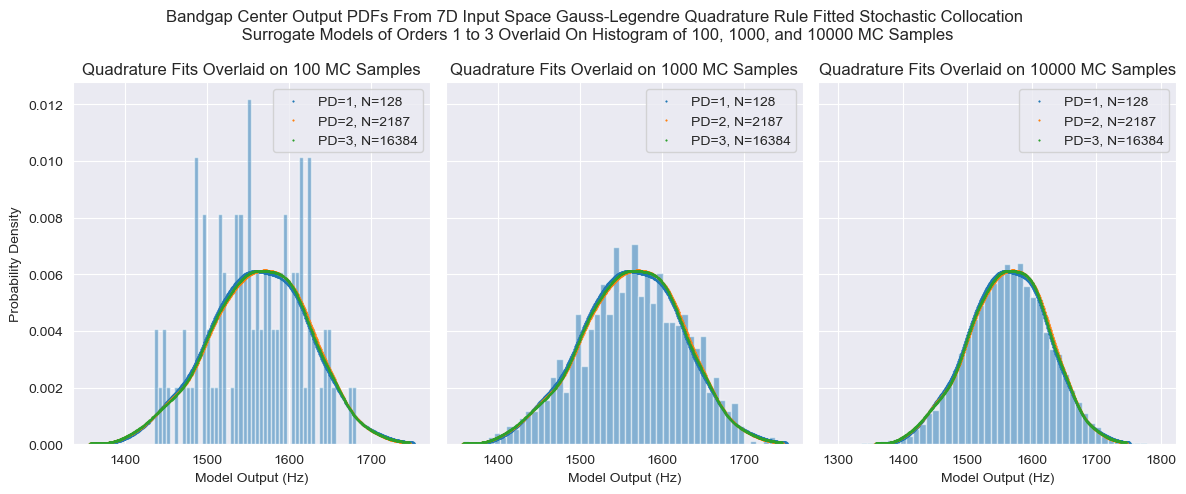 Bandgap Center Output PDFs From 7D Input Space Gauss-Legendre Quadrature Rule Fitted Stochastic Collocation
Surrogate Models of Orders 1 to 3 Overlaid On Histogram of 100, 1000, and 10000 MC Samples
Quadrature Fits Overlaid on 100 MC Samples
PD=1, N=128
PD=2, N=2187
PD=3, N=16384
Probability Density
0.012
0.010
0.008
0.006
0.004
0.002
0.000
1400 1500 1600 1700
Model Output (Hz)
Quadrature Fits Overlaid on 1000 MC Samples
PD=1, N=128
PD=2, N=2187
PD=3, N=16384
1400 1500 1600 1700
Model Output (Hz)
Quadrature Fits Overlaid on 10000 MC Samples
PD=1, N=128
PD=2, N=2187
PD=3, N=16384
1300 1400 1500 1600 1700 1800
Model Output (Hz)